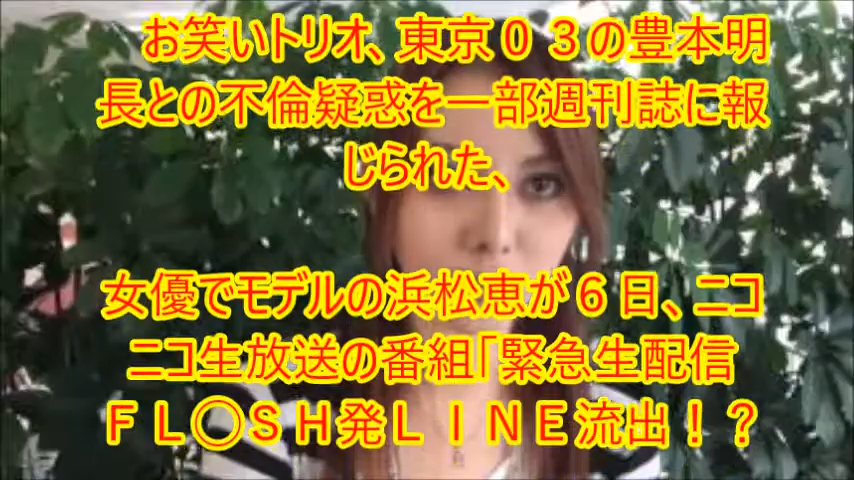 お笑いトリオ、東京０３の豊本明
長との不倫疑惑を一部週刊誌に報
じられた、
女優でモデルの浜松恵が６日、ニコ
ニコ生放送の番組「緊急生配信
ＦＬ◯ＳＨ発ＬＩＮＥ流出！？